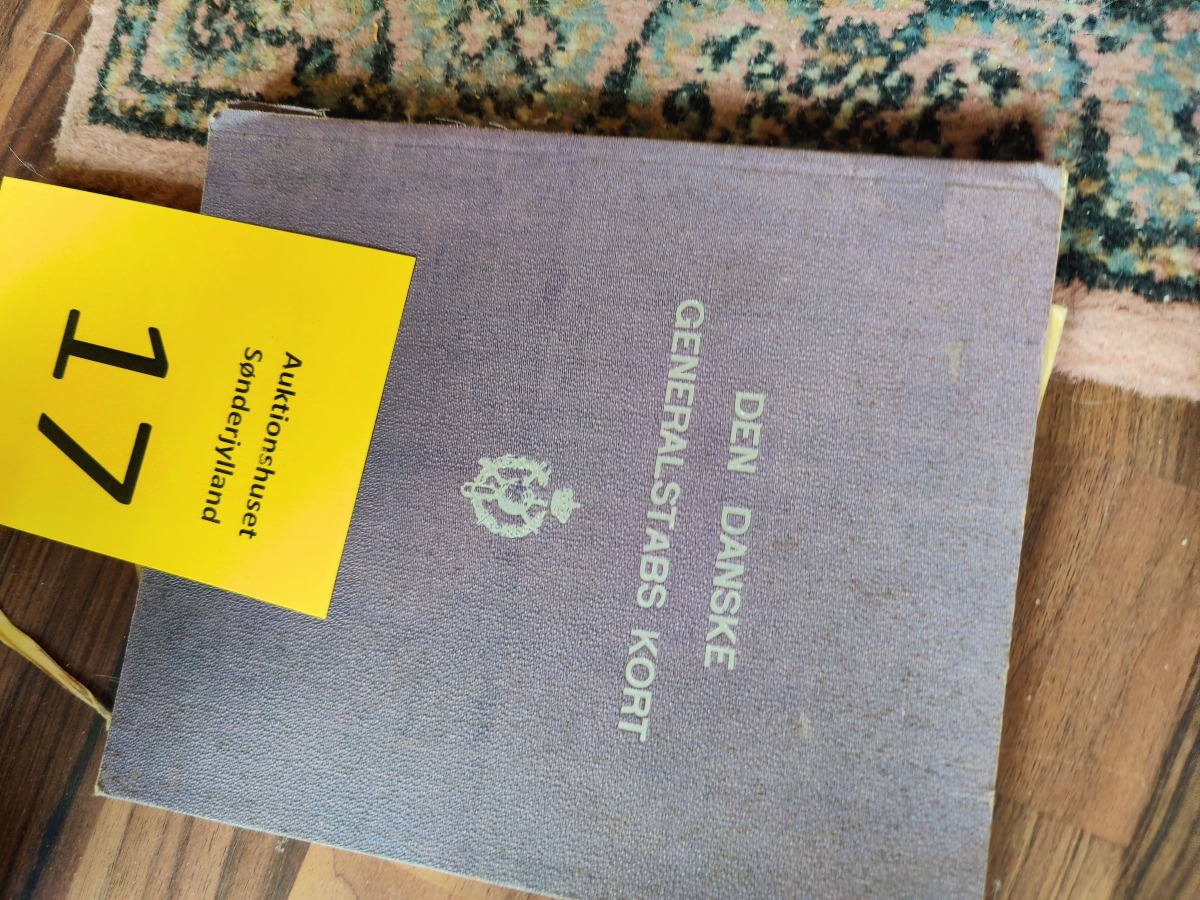 DEN DANSKE
GENERALSTABS KORT
Auktionshuset
Sønderjylland
17